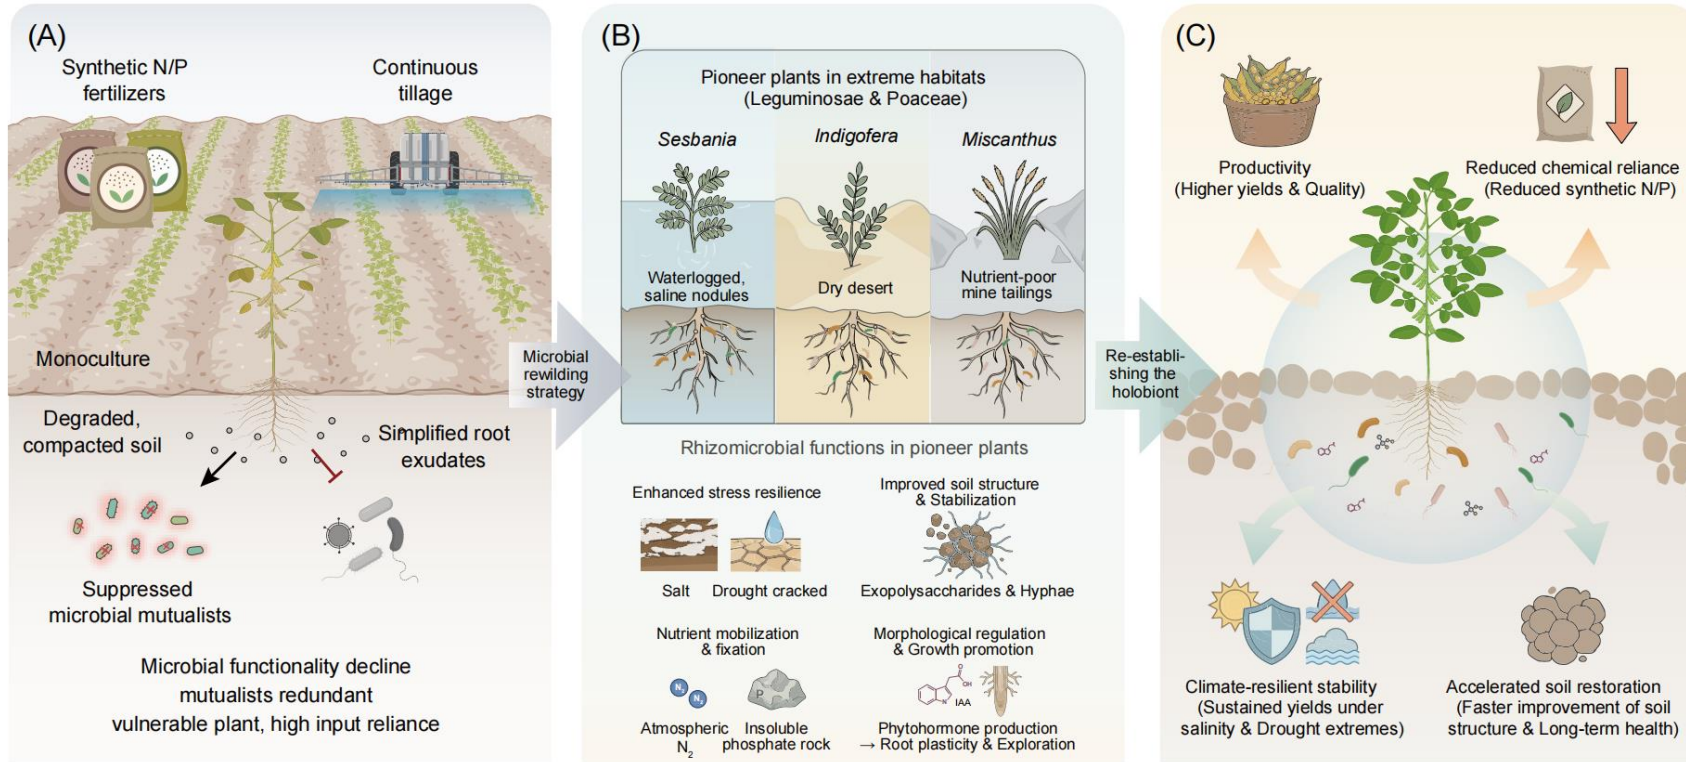 (A)
Synthetic N/P
fertilizers
Continuous
tillage
Monoculture
Degraded,
compacted soil
Simplified root
exudates
Suppressed
microbial mutualists
Microbial functionality decline
mutualists redundant
vulnerable plant, high input reliance
Microbial
rewilding
strategy
(B)
Pioneer plants in extreme habitats
(Leguminosae & Poaceae)
Sesbania
Indigofera
Miscanthus
Waterlogged,
saline nodules
Dry desert
Nutrient-poor
mine tailings
Rhizomicrobial functions in pioneer plants
Enhanced stress resilience
Salt
Drought cracked
Improved soil structure
& Stabilization
Exopolysaccharides & Hyphae
Nutrient mobilization
& fixation
N2
N2
P
Atmospheric
N2
Insoluble
phosphate rock
Morphological regulation
& Growth promotion
O
OH
N
IAA
Phytohormone production
→ Root plasticity & Exploration
Re-establi-
shing the
holobiont
(C)
Productivity
(Higher yields & Quality)
Reduced chemical reliance
(Reduced synthetic N/P)
Climate-resilient stability
(Sustained yields under
salinity & Drought extremes)
Accelerated soil restoration
(Faster improvement of soil
structure & Long-term health)